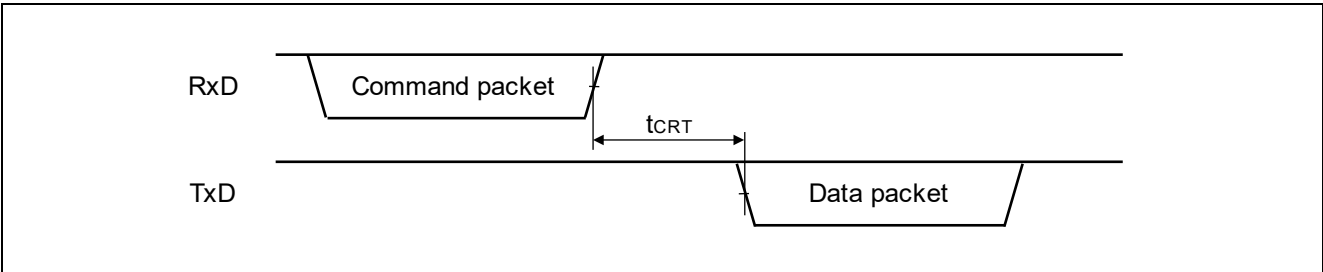 RxD
Command packet
tCRT
TxD
Data packet